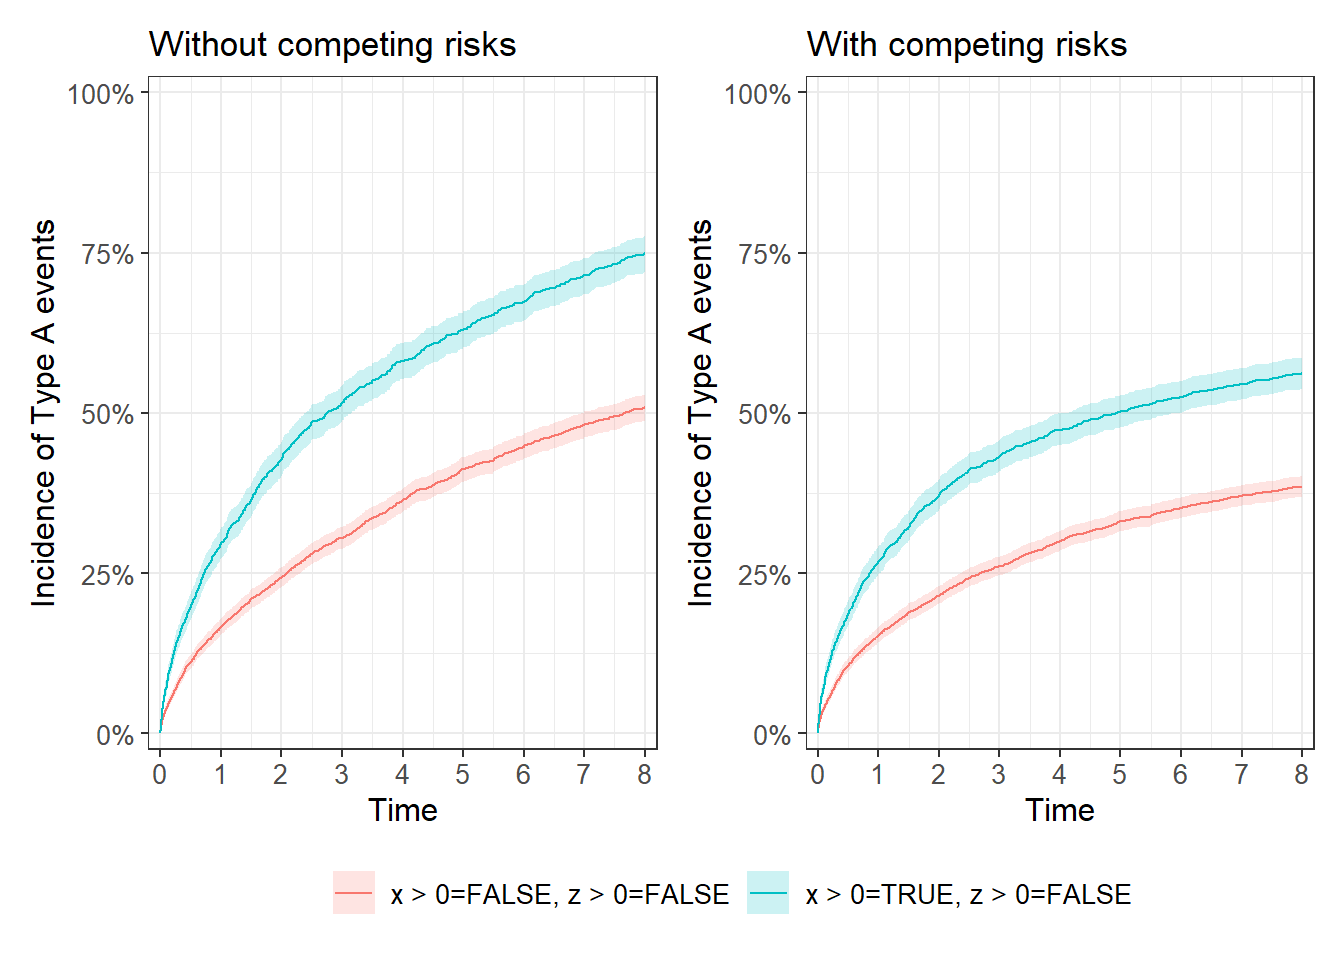 Without competing risks
With competing risks
Incidence of Type A events
100%
75%
50%
25%
0%
0 1 2 3 4 5 6 7 8
Time
Incidence of Type A events
100%
75%
50%
25%
0%
0 1 2 3 4 5 6 7 8
Time
x > 0=FALSE, z > 0=FALSE
x > 0=TRUE, z > 0=FALSE